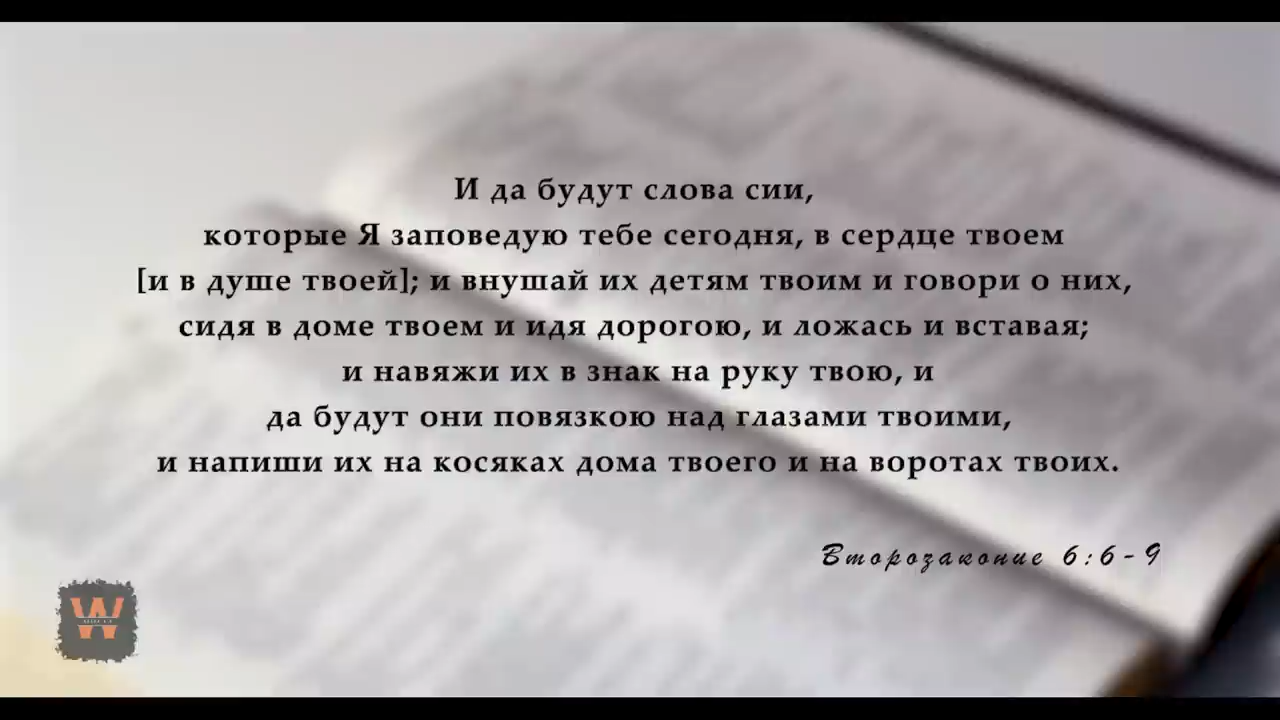 И да будут слова сии,
которые Я заповедую тебе сегодня, в сердце твоем
[и в душе твоей]; и внушай их детям твоим и говори о них,
сидя в доме твоем и идя дорогою, и ложась и вставая;
и навяжи их в знак на руку твою, и
да будут они повязкою над глазами твоими,
и напиши их на косяках дома твоего и на воротах твоих.
Второзаконие 6:6-9
W